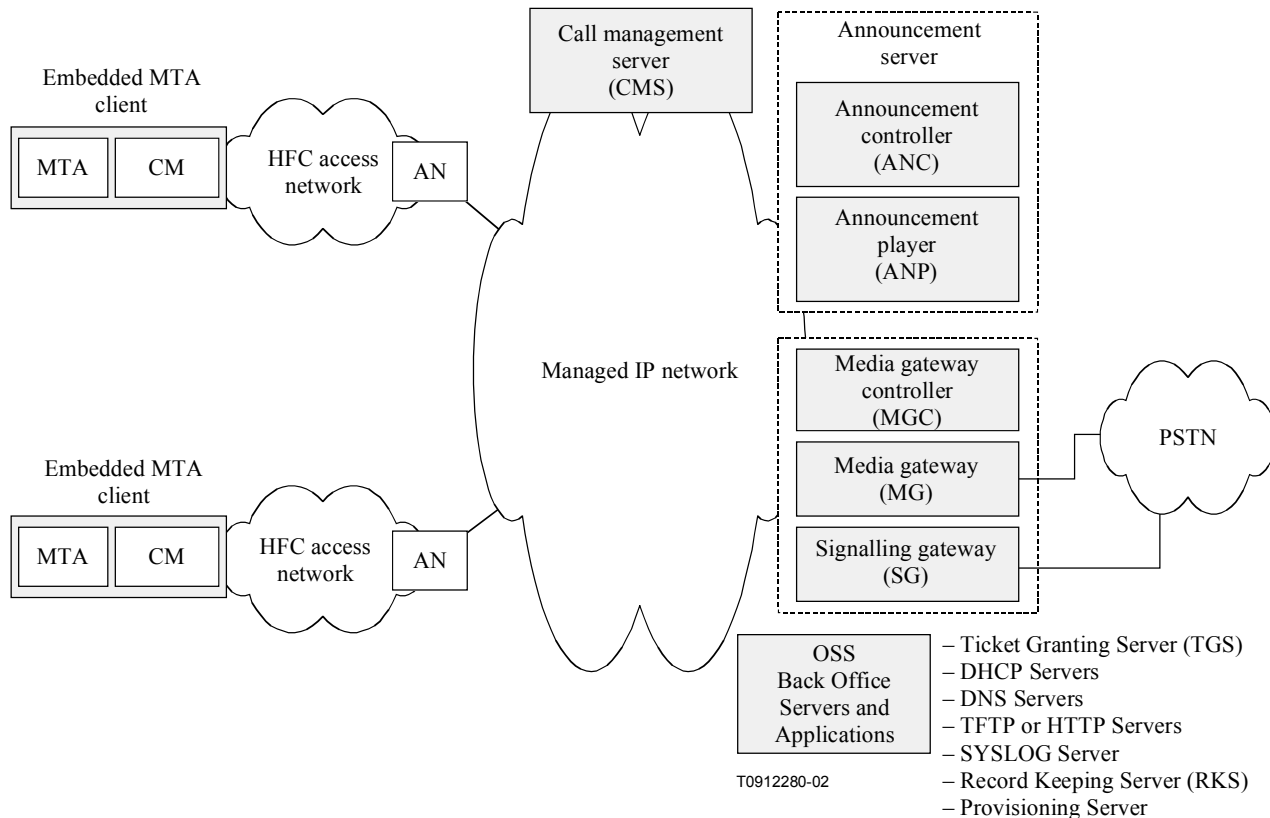 Call management
server
(CMS)
Announcement
server
Announcement
controller
(ANC)
Announcement
player
(ANP)
Embedded MTA
client
MTA
CM
HFC access
network
AN
Managed IP network
Media gateway
controller
(MGC)
Media gateway
(MG)
Signalling gateway
(SG)
PSTN
Embedded MTA
client
MTA
CM
HFC access
network
AN
OSS
Back Office
Servers and
Applications
– Ticket Granting Server (TGS)
– DHCP Servers
– DNS Servers
– TFTP or HTTP Servers
– SYSLOG Server
– Record Keeping Server (RKS)
– Provisioning Server
T0912280-02